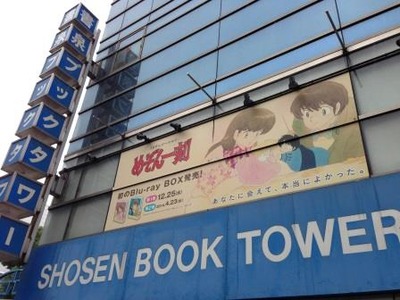 書泉ブックタワー
めぞん一刻
初のBlu-ray BOX発売!
12.25(水)
4.23(水)
あなたに会えて、本当によかった。
SHOSEN BOOK TOWER